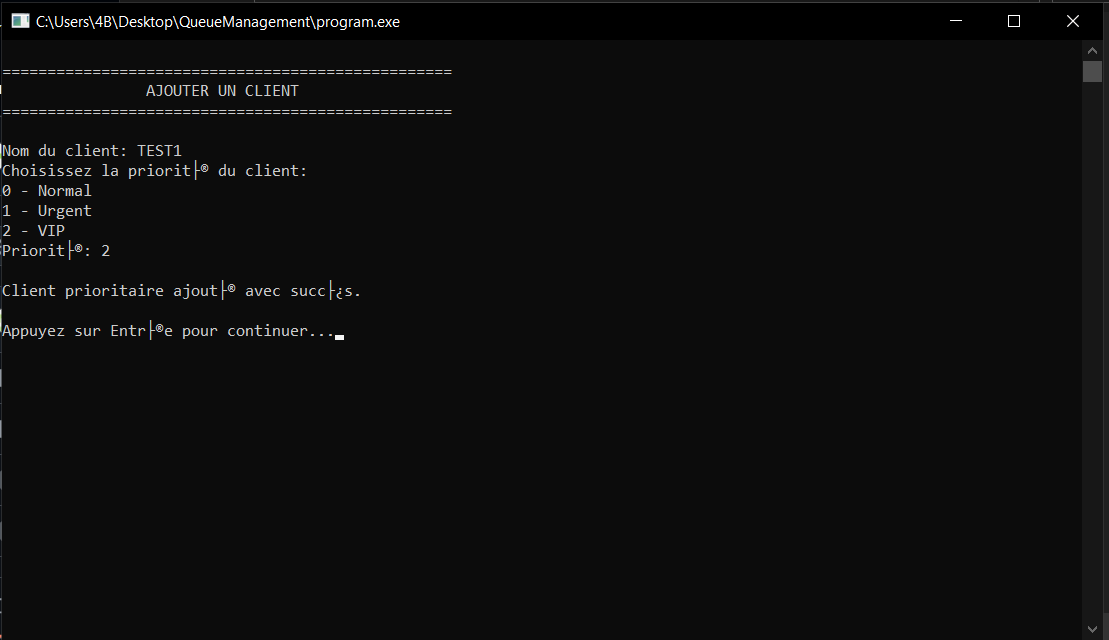 C:\Users\4B\Desktop\QueueManagement\program.exe
==================================================
AJOUTER UN CLIENT
==================================================
Nom du client: TEST1
Choisissez la priorit├® du client:
0 - Normal
1 - Urgent
2 - VIP
Priorit├®: 2
Client prioritaire ajout├® avec succ├¿s.
Appuyez sur Entr├®e pour continuer...